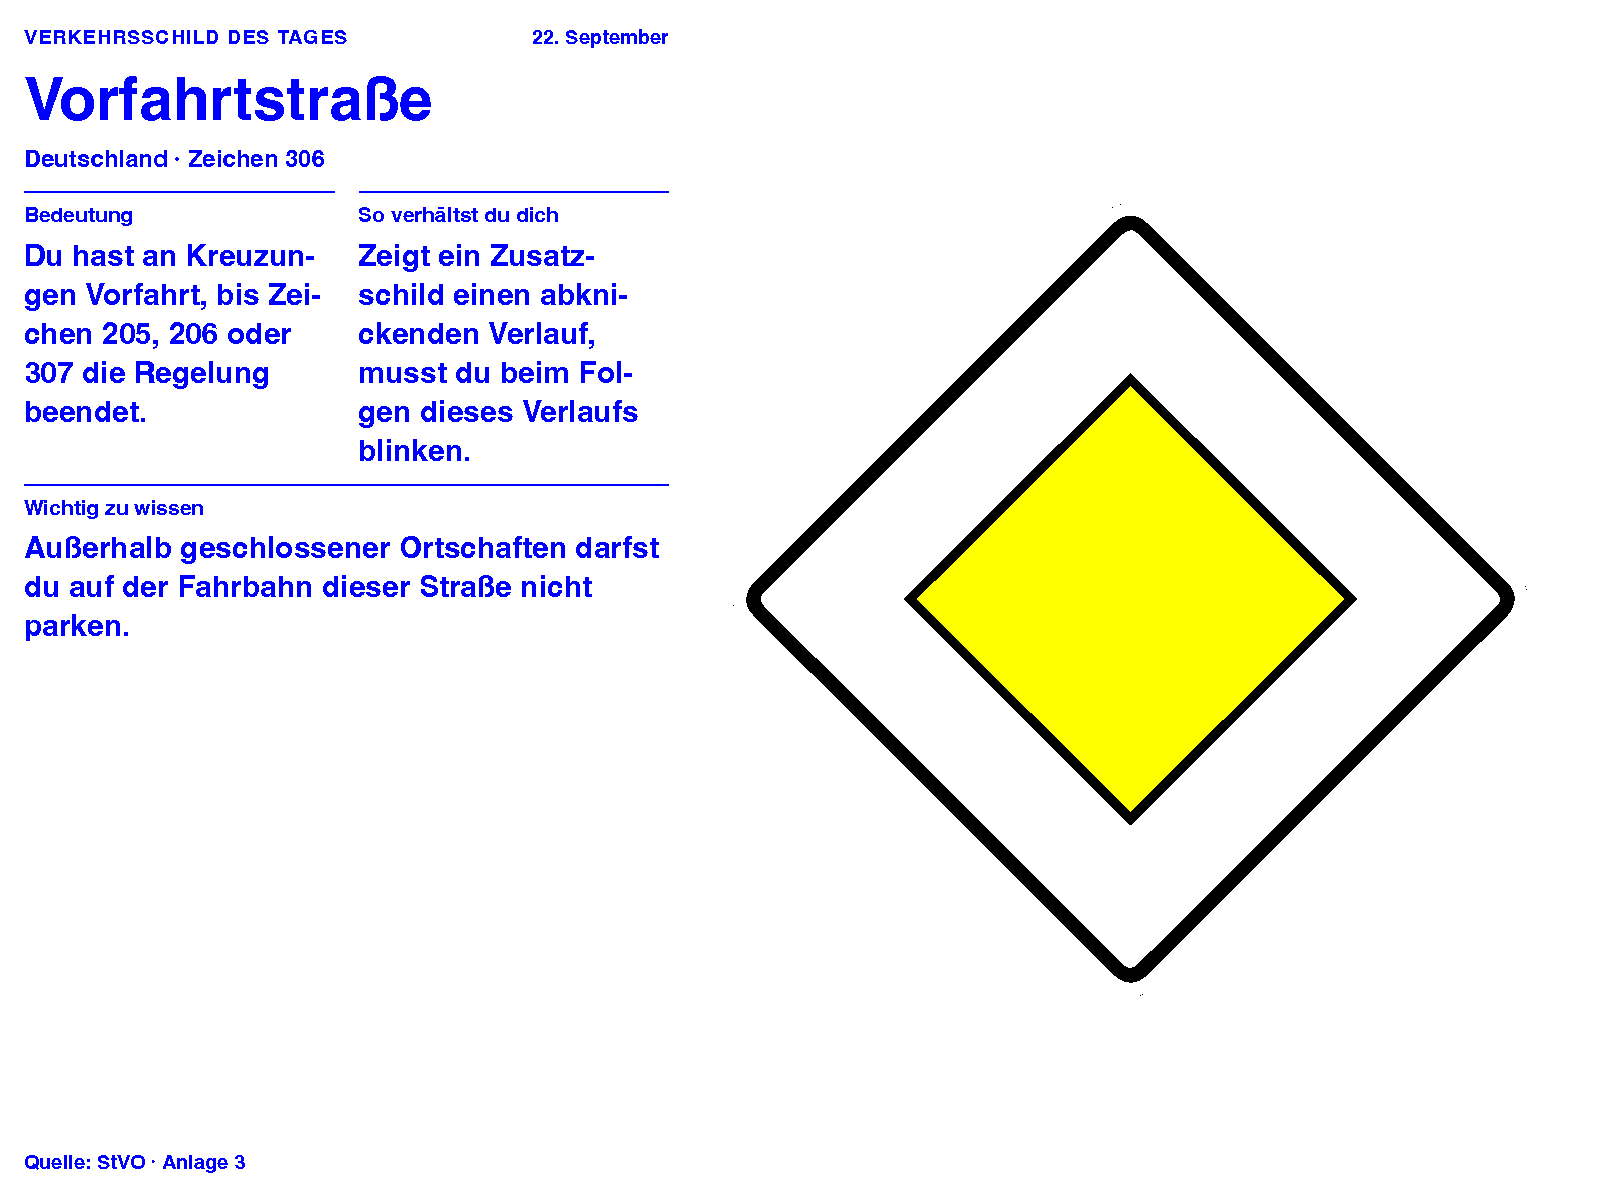 VERKEHRSSCHILD DES TAGES
22. September
Vorfahrtstraße
Deutschland · Zeichen 306
Bedeutung
Du hast an Kreuzun-
gen Vorfahrt, bis Zei-
chen 205, 206 oder
307 die Regelung
beendet.
So verhältst du dich
Zeigt ein Zusatz-
schild einen abkni-
ckenden Verlauf,
musst du beim Fol-
gen dieses Verlaufs
blinken.
Wichtig zu wissen
Außerhalb geschlossener Ortschaften darfst
du auf der Fahrbahn dieser Straße nicht
parken.
Quelle: StVO · Anlage 3